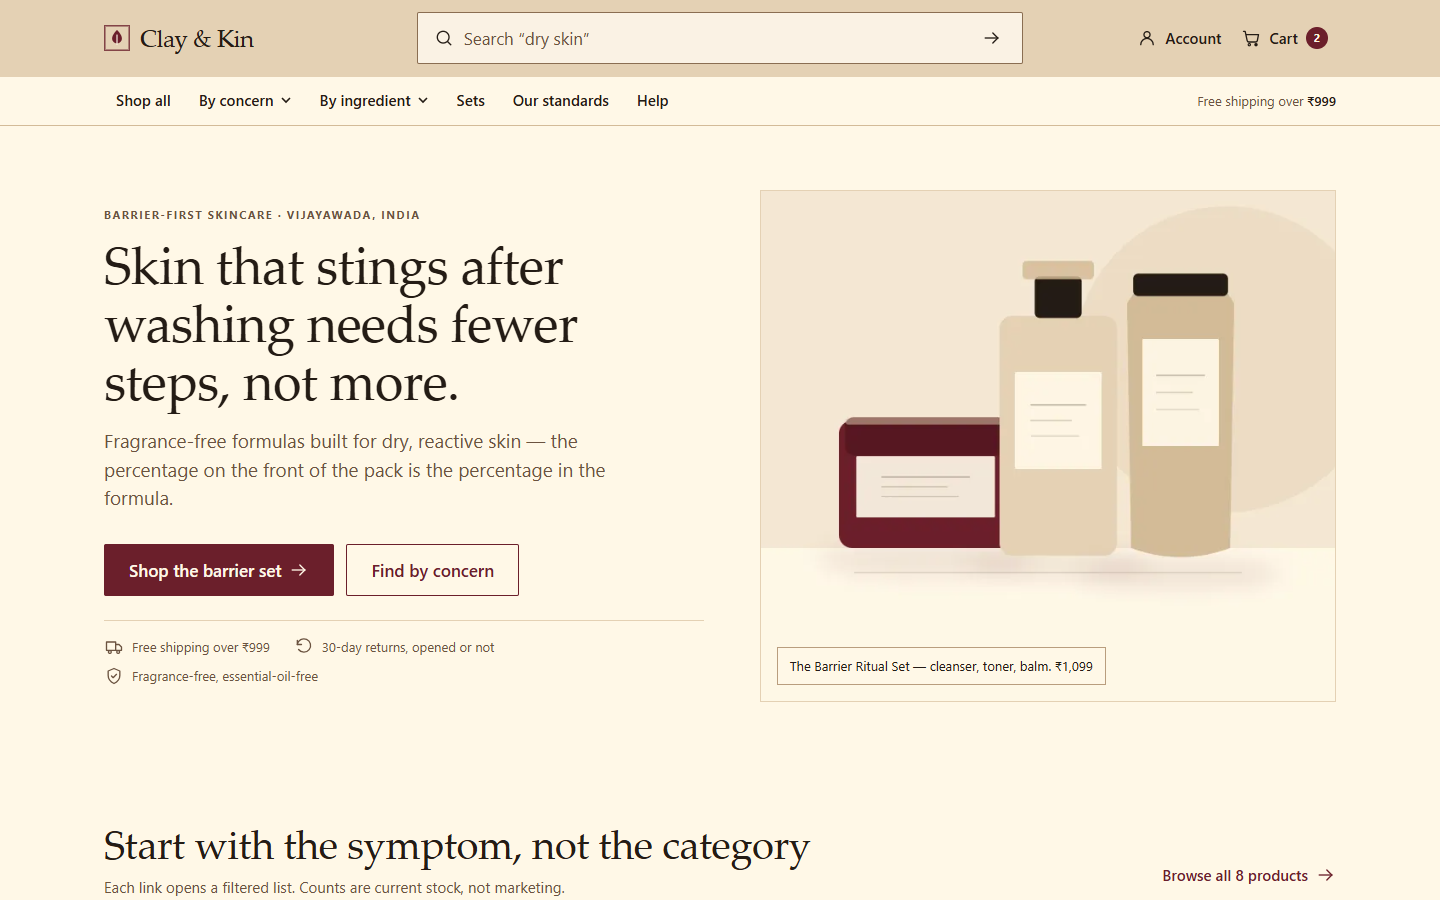 Clay & Kin
Search “dry skin”
Account
Cart
2
Shop all
By concern
By ingredient
Sets
Our standards
Help
Free shipping over ₹999
BARRIER-FIRST SKINCARE · VIJAYAWADA, INDIA
Skin that stings after
washing needs fewer
steps, not more.
Fragrance-free formulas built for dry, reactive skin — the
percentage on the front of the pack is the percentage in the
formula.
Shop the barrier set
Find by concern
Free shipping over ₹999
30-day returns, opened or not
Fragrance-free, essential-oil-free
The Barrier Ritual Set — cleanser, toner, balm. ₹1,099
Start with the symptom, not the category
Each link opens a filtered list. Counts are current stock, not marketing.
Browse all 8 products